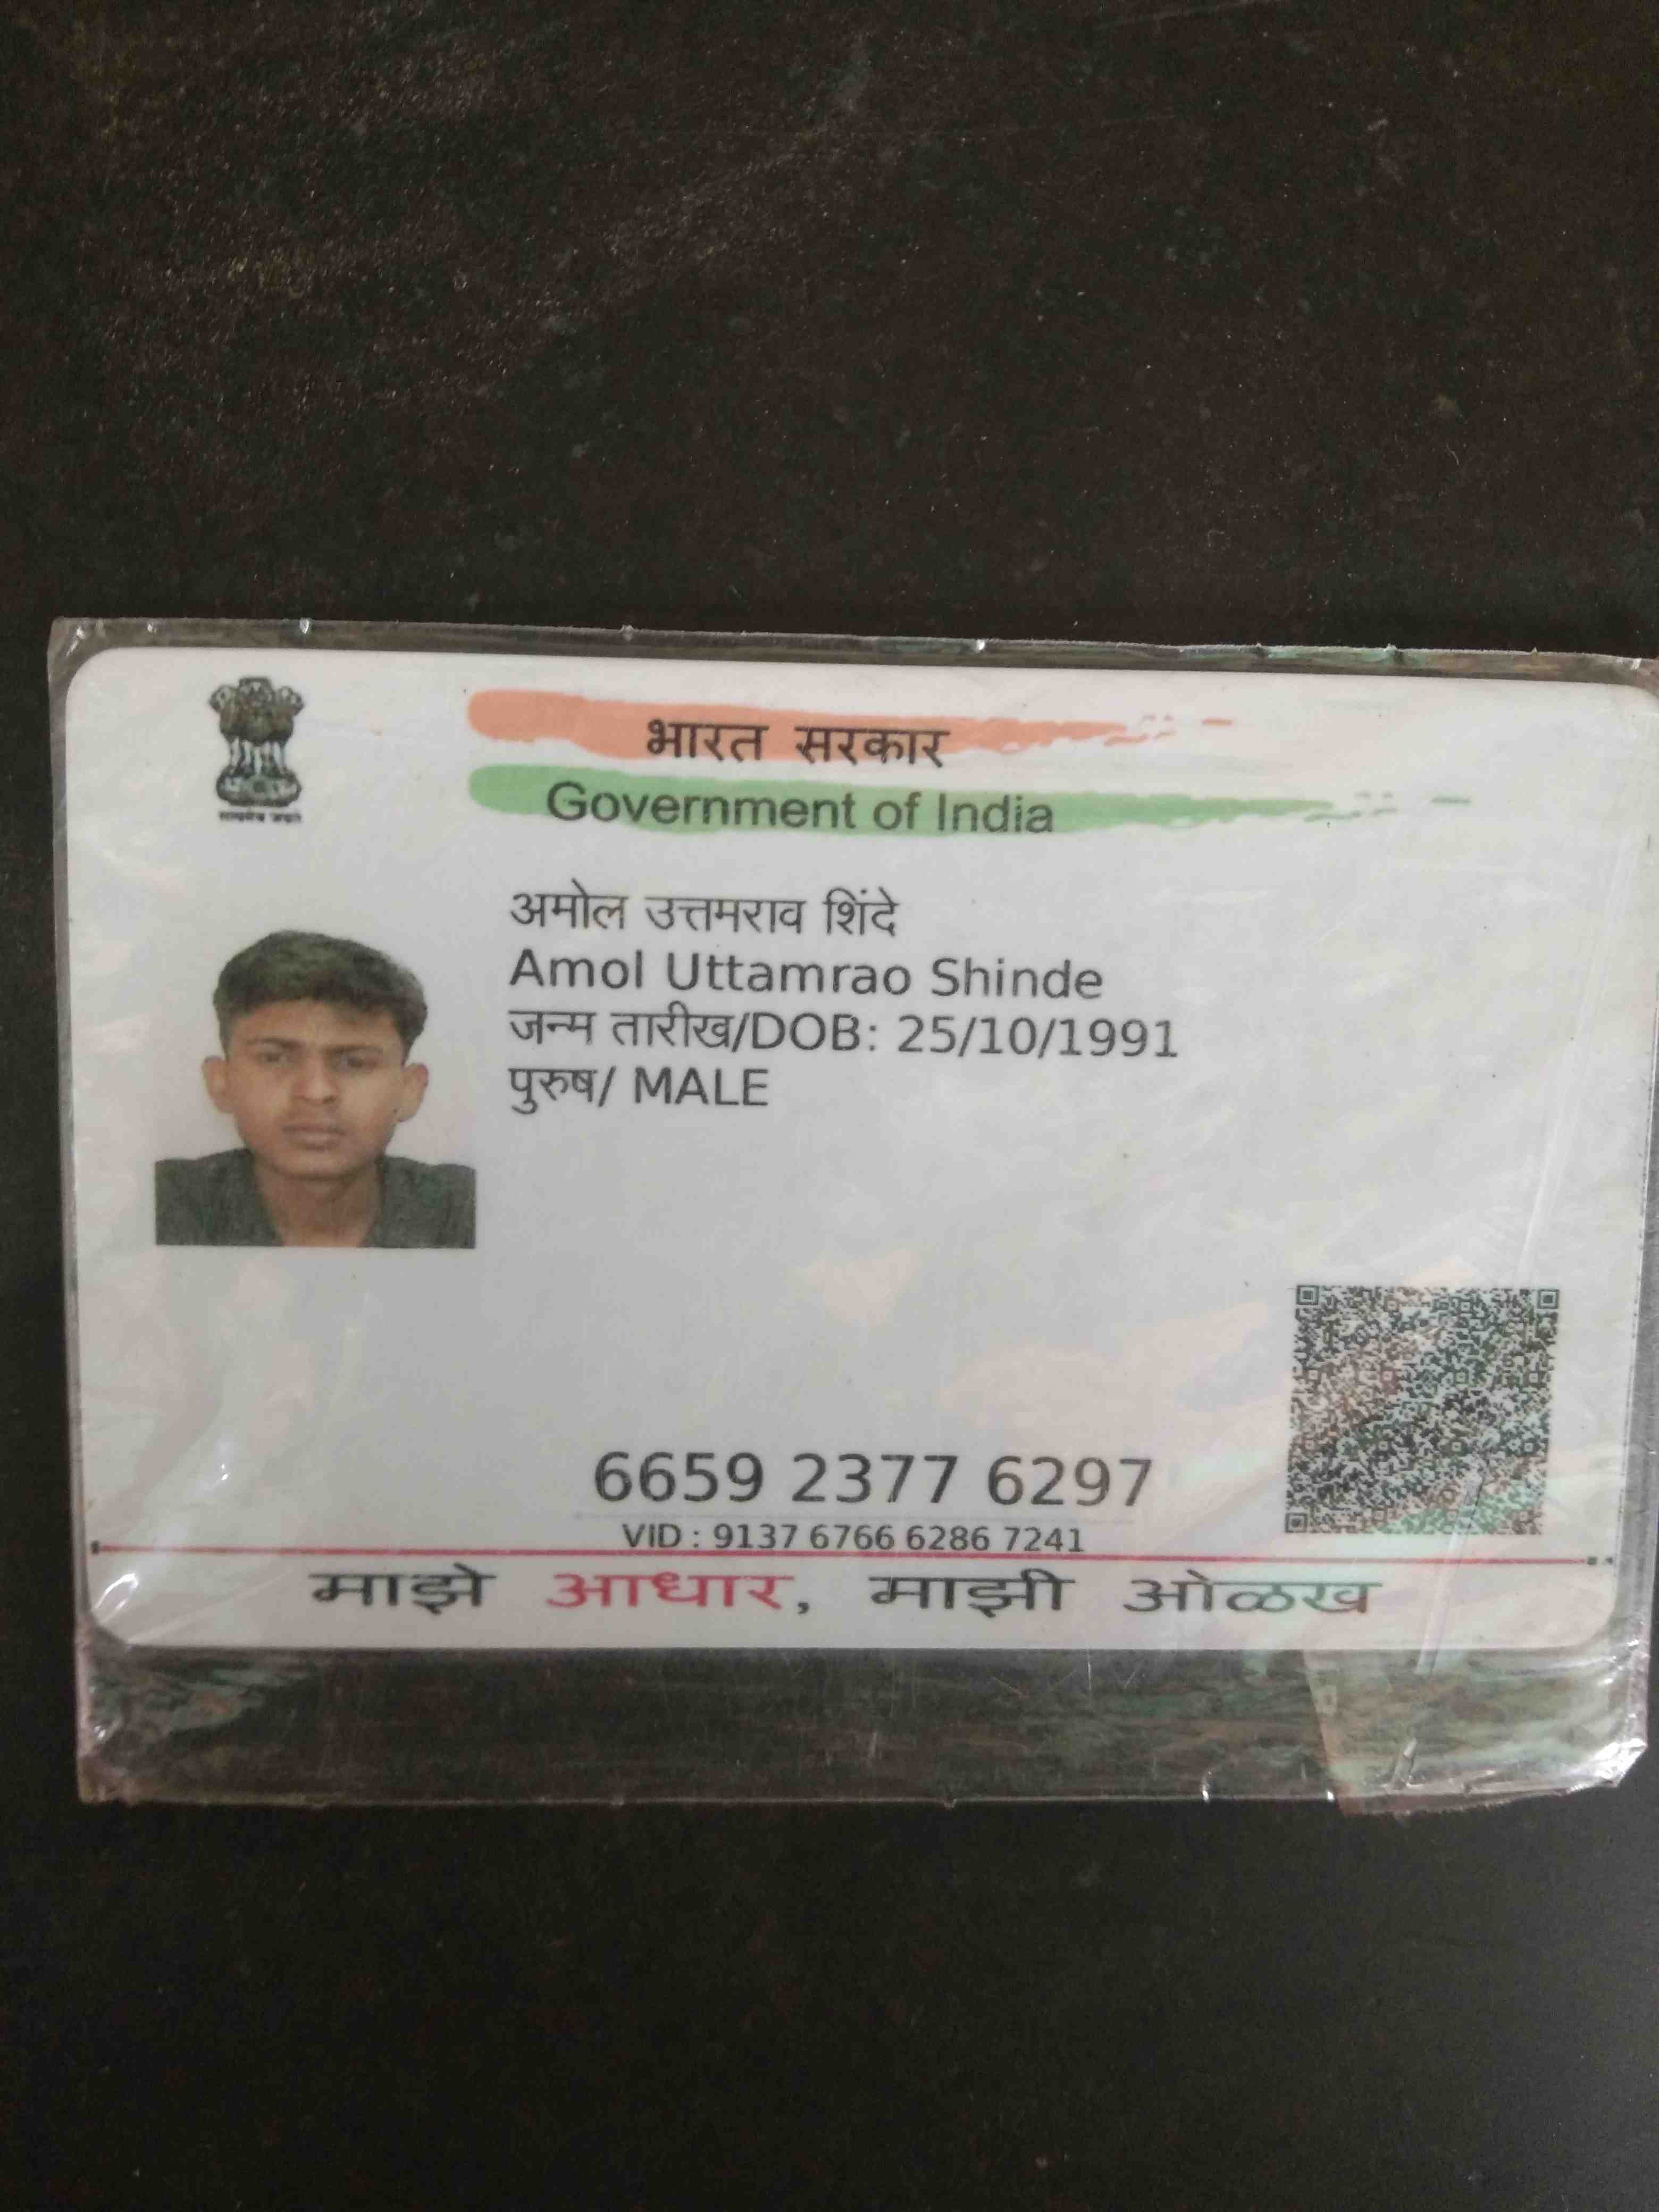 सत्यमेव जयते
भारत सरकार
Government of India
अमोल उत्तमराव शिंदे
Amol Uttamrao Shinde
जन्म तारीख/DOB: 25/10/1991
पुरुष/ MALE
6659 2377 6297
VID : 9137 6766 6286 7241
माझे आधार, माझी ओळख